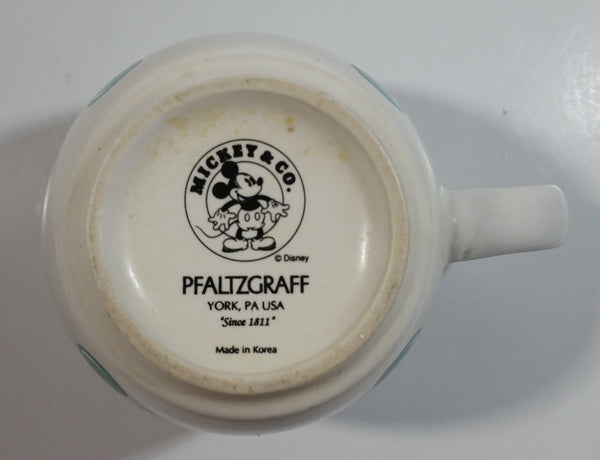 MICKEY & CO.
© Disney
PFALTZGRAFF
YORK, PA USA
"Since 1811"
Made in Korea